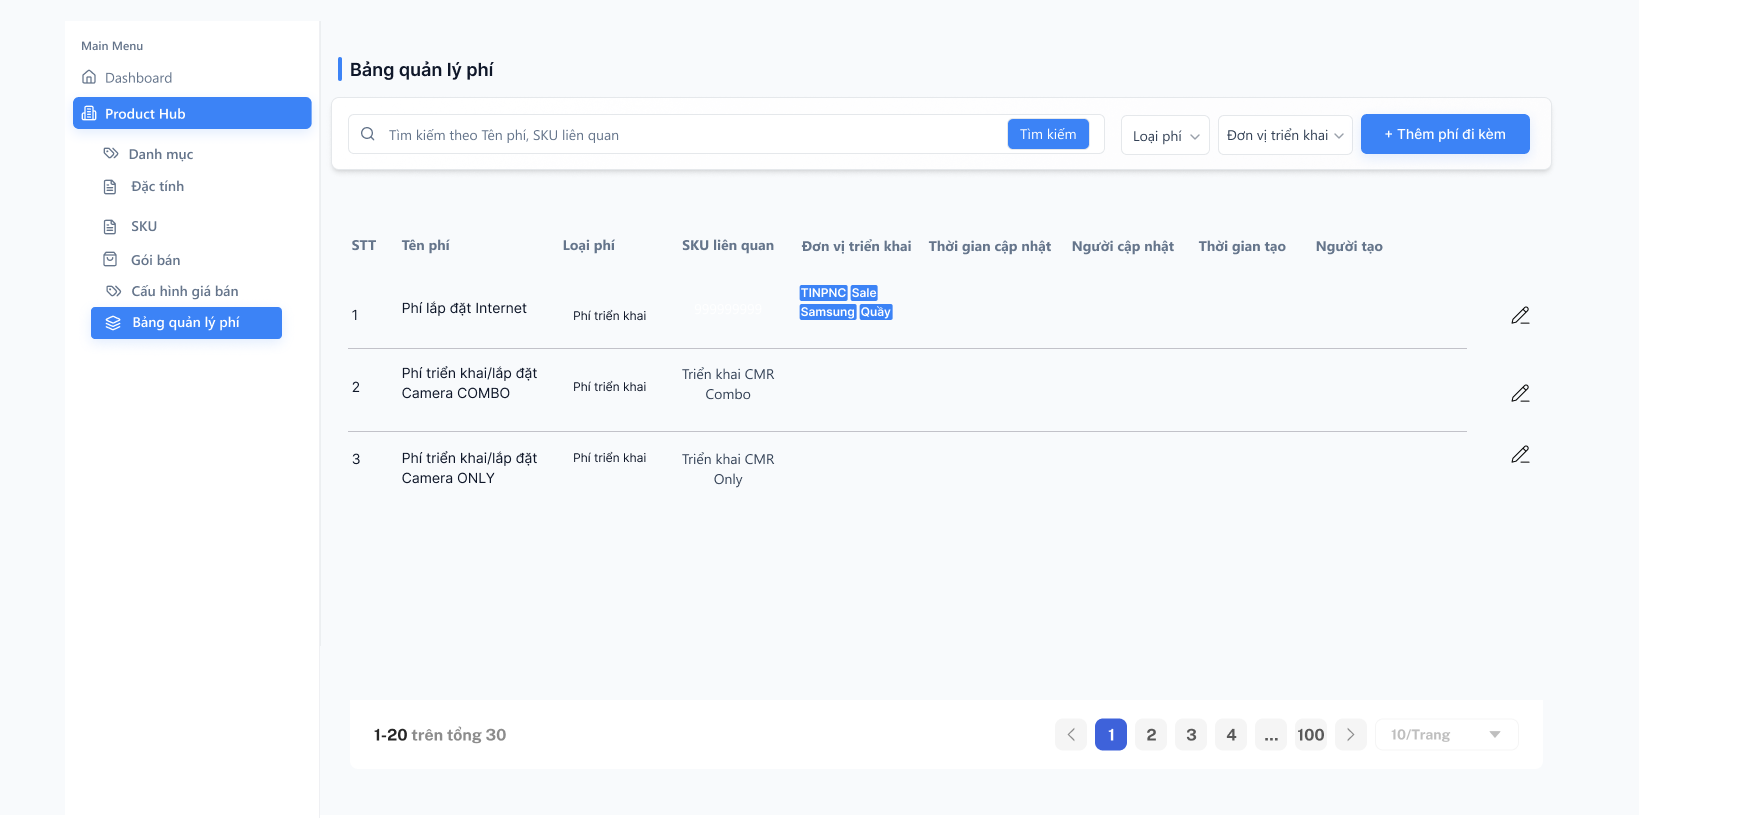 Main Menu
Dashboard
Product Hub
Danh mục
Đặc tính
SKU
Gói bán
Cấu hình giá bán
Bảng quản lý phí
Bảng quản lý phí
Tìm kiếm theo Tên phí, SKU liên quan
Tìm kiếm
Loại phí
Đơn vị triển khai
+ Thêm phí đi kèm
STT Tên phí Loại phí SKU liên quan Đơn vị triển khai Thời gian cập nhật Người cập nhật Thời gian tạo Người tạo
1 Phí lắp đặt Internet Phí triển khai TINPNC Sale
Samsung Quầy
2 Phí triển khai/lắp đặt Phí triển khai Triển khai CMR
Camera COMBO Combo
3 Phí triển khai/lắp đặt Phí triển khai Triển khai CMR
Camera ONLY Only
1-20 trên tổng 30
1 2 3 4 ... 100
10/Trang